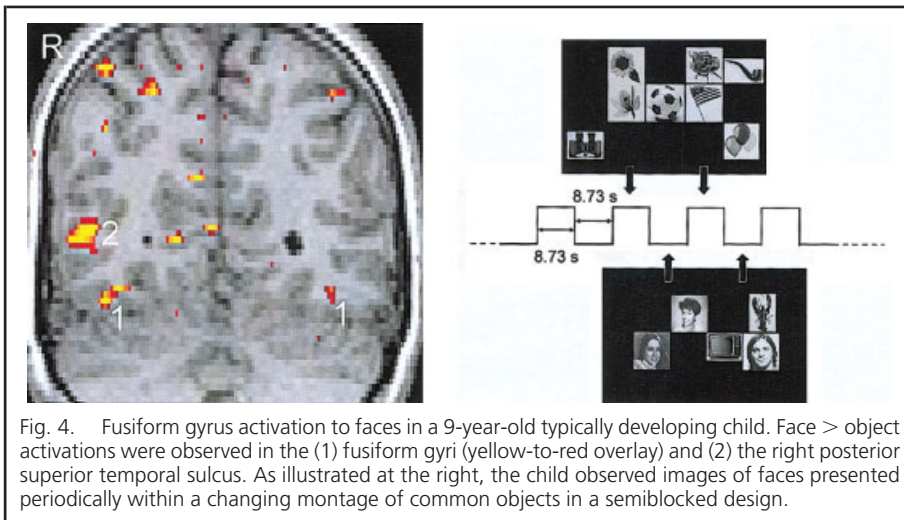 R
2
1
1
8.73 s
8.73 s
Fig. 4. Fusiform gyrus activation to faces in a 9-year-old typically developing child. Face > object
activations were observed in the (1) fusiform gyri (yellow-to-red overlay) and (2) the right posterior
superior temporal sulcus. As illustrated at the right, the child observed images of faces presented
periodically within a changing montage of common objects in a semiblocked design.